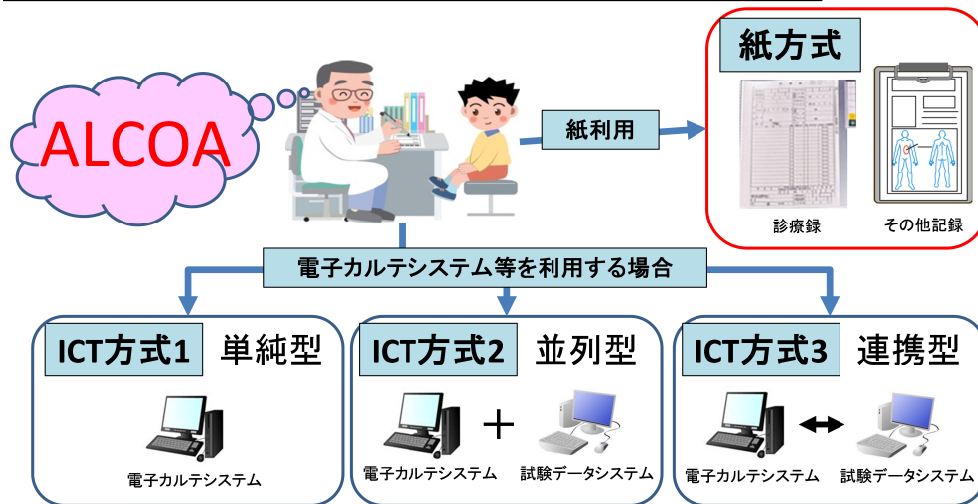 紙方式
ALCOA
紙利用
診療録
その他記録
電子カルテシステム等を利用する場合
ICT方式1 単純型
電子カルテシステム
ICT方式2 並列型
電子カルテシステム + 試験データシステム
ICT方式3 連携型
電子カルテシステム 試験データシステム